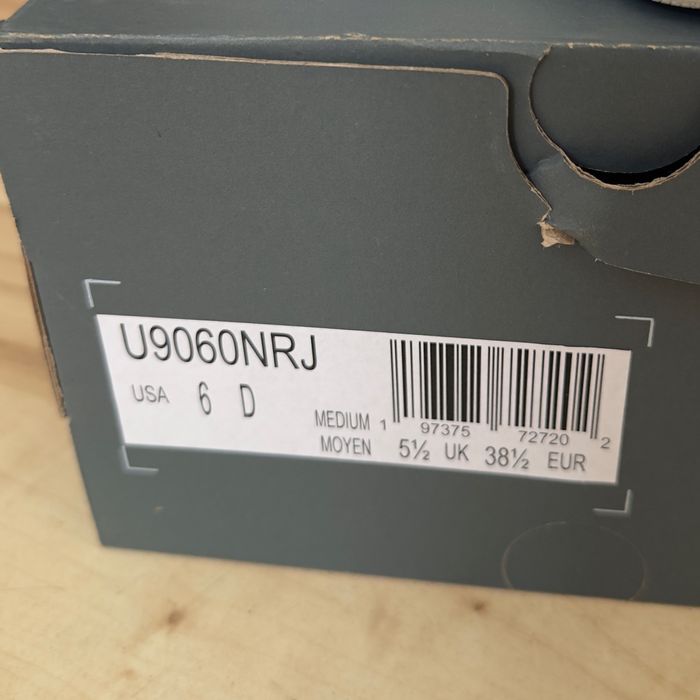 U9060NRJ
USA 6 D
MEDIUM
MOYEN
1 97375 72720 2
5½ UK 38½ EUR